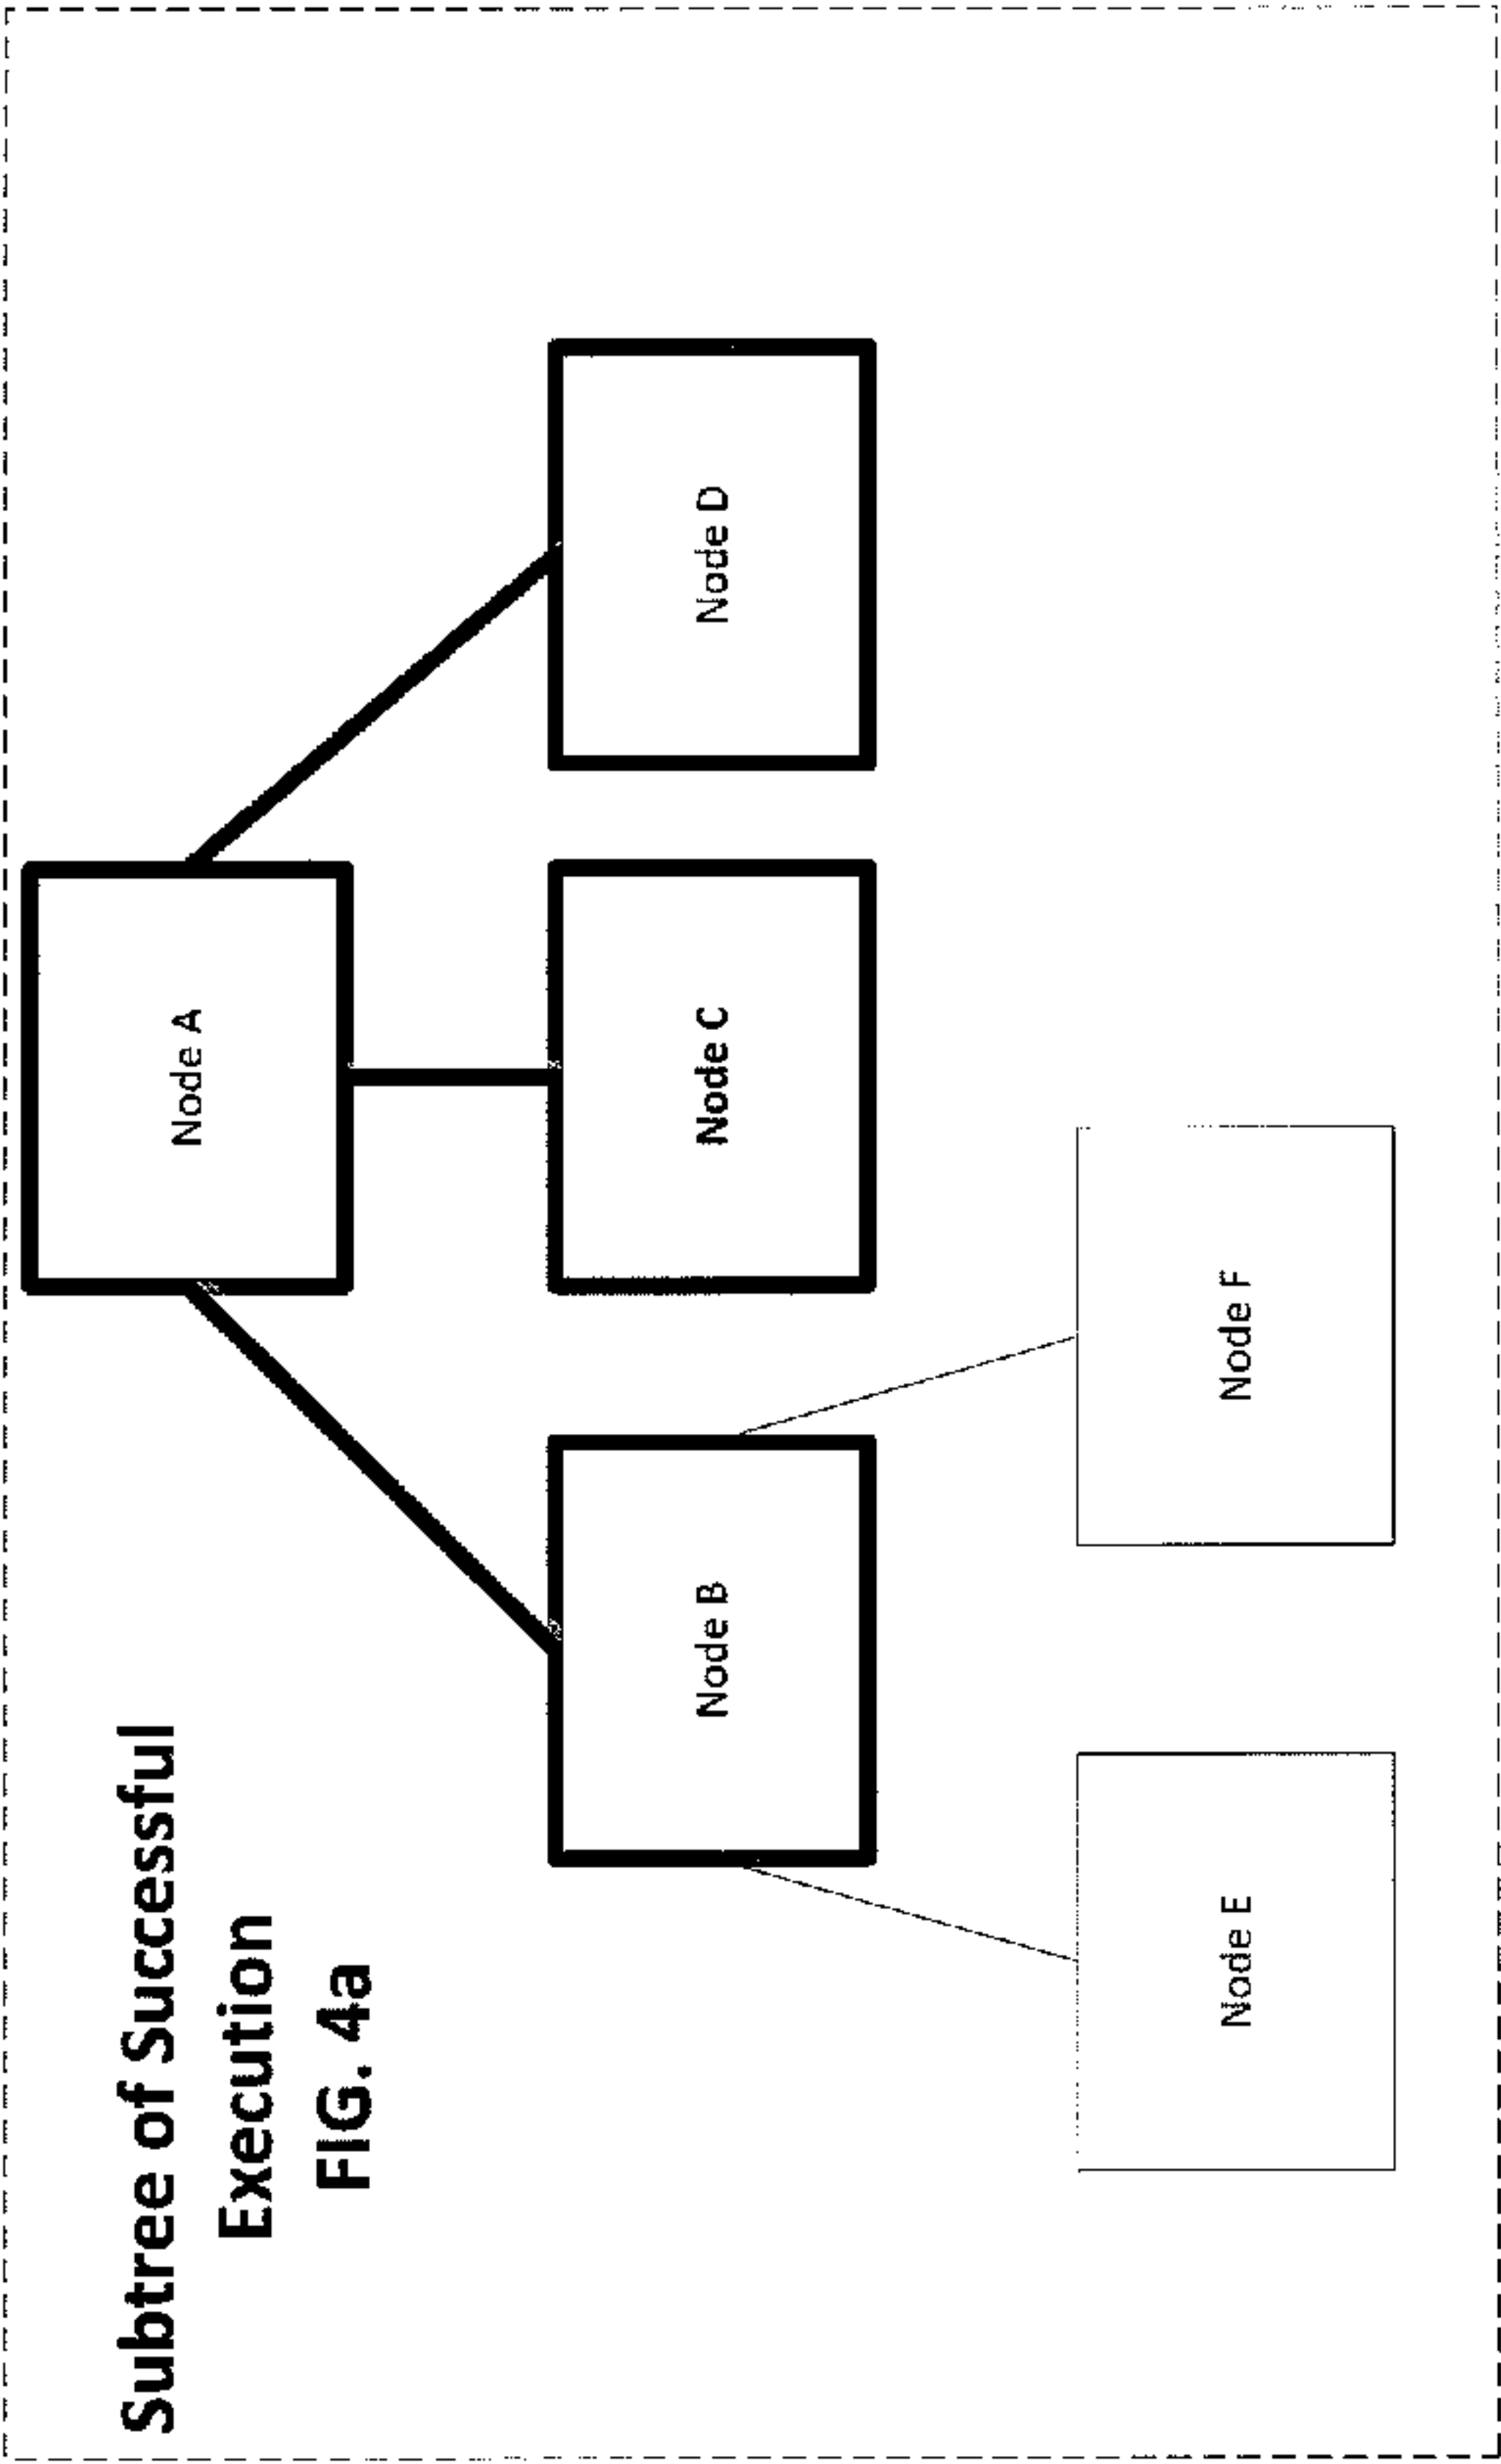 Subtree of Successful
Execution
FIG. 4a
Node A
Node B
Node C
Node D
Node E
Node F